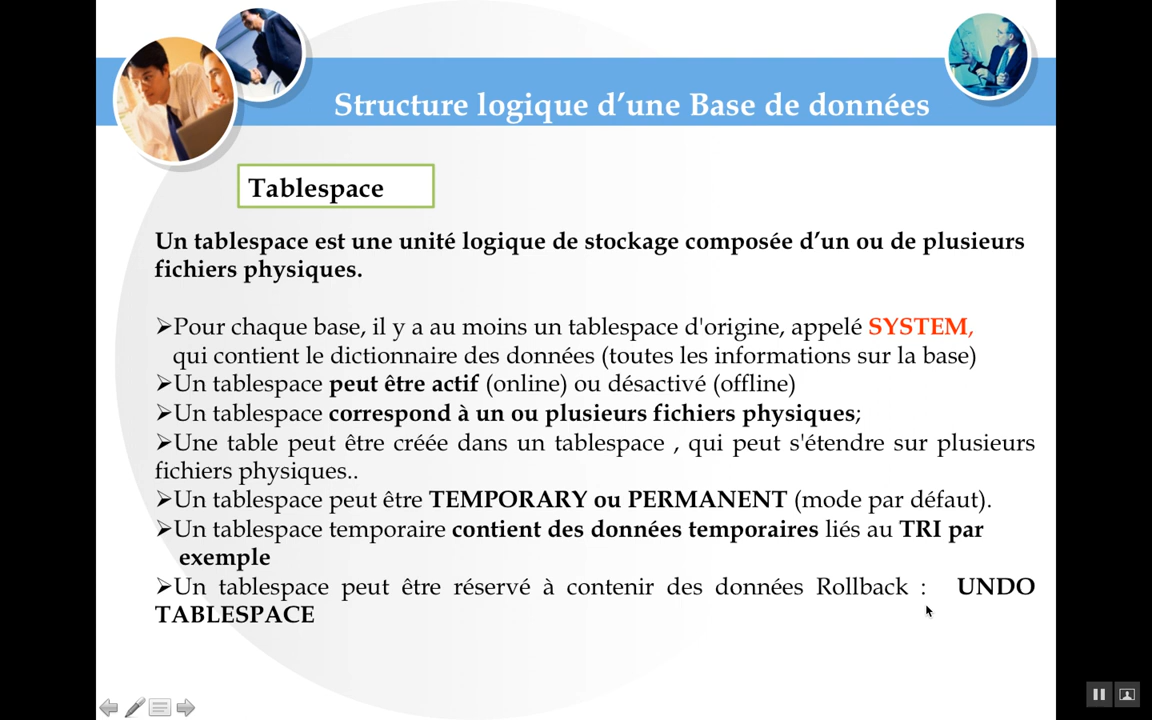 Structure logique d’une Base de données
Tablespace
Un tablespace est une unité logique de stockage composée d’un ou de plusieurs
fichiers physiques.
➢Pour chaque base, il y a au moins un tablespace d'origine, appelé SYSTEM,
qui contient le dictionnaire des données (toutes les informations sur la base)
➢Un tablespace peut être actif (online) ou désactivé (offline)
➢Un tablespace correspond à un ou plusieurs fichiers physiques;
➢Une table peut être créée dans un tablespace , qui peut s'étendre sur plusieurs
fichiers physiques..
➢Un tablespace peut être TEMPORARY ou PERMANENT (mode par défaut).
➢Un tablespace temporaire contient des données temporaires liés au TRI par
exemple
➢Un tablespace peut être réservé à contenir des données Rollback : UNDO
TABLESPACE